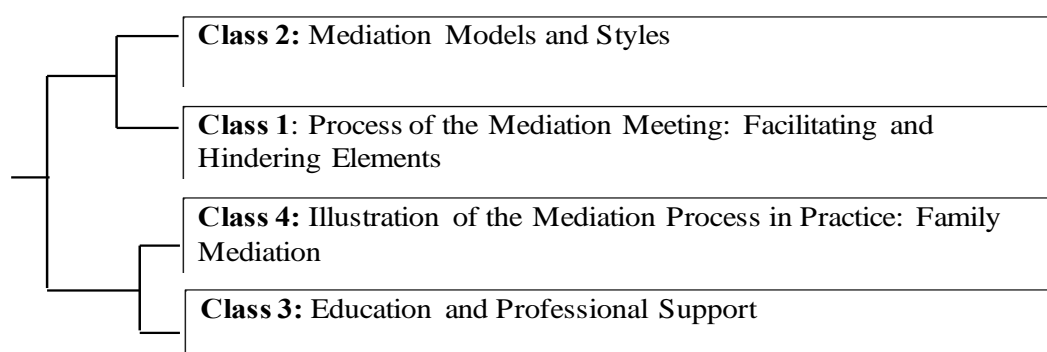 Class 2: Mediation Models and Styles
Class 1: Process of the Mediation Meeting: Facilitating and
Hindering Elements
Class 4: Illustration of the Mediation Process in Practice: Family
Mediation
Class 3: Education and Professional Support